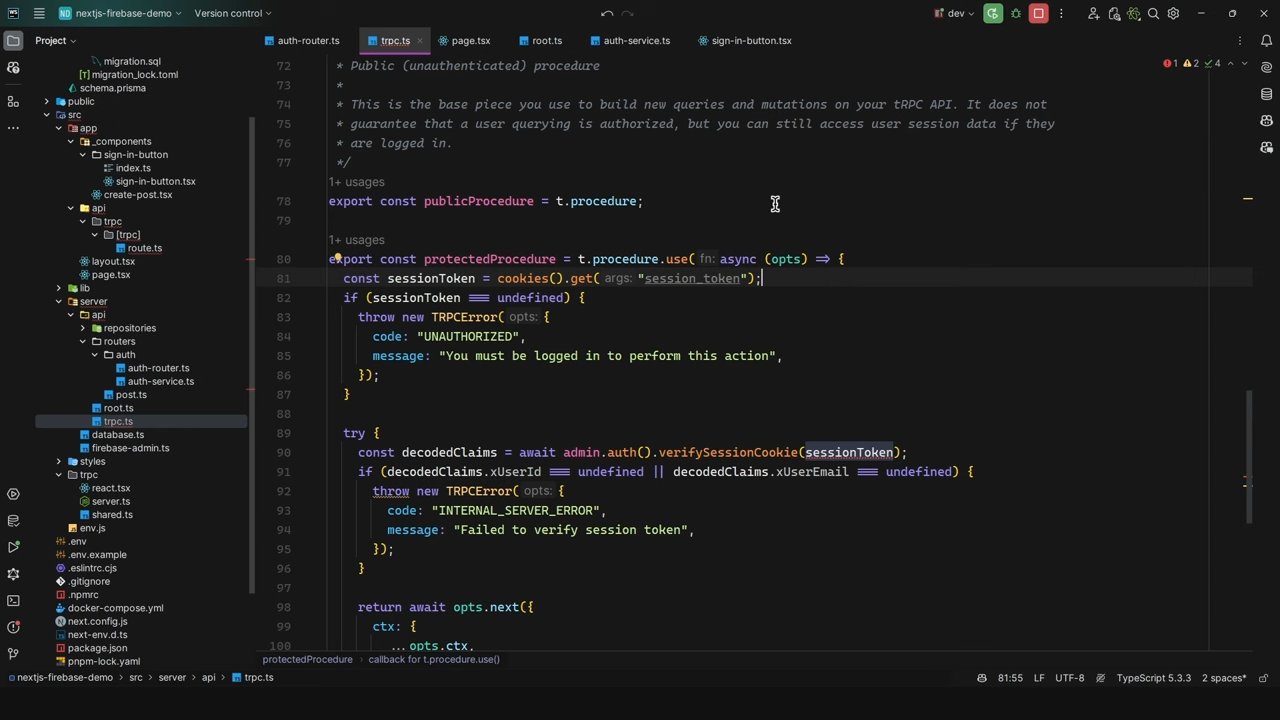 WS
ND nextjs-firebase-demo
Version control
dev
Project
auth-router.ts
trpc.ts
page.tsx
root.ts
auth-service.ts
sign-in-button.tsx
migration.sql
migration_lock.toml
schema.prisma
public
src
app
_components
sign-in-button
index.ts
sign-in-button.tsx
create-post.tsx
api
trpc
[trpc]
route.ts
layout.tsx
page.tsx
lib
server
api
repositories
routers
auth
auth-router.ts
auth-service.ts
post.ts
root.ts
trpc.ts
database.ts
firebase-admin.ts
styles
trpc
react.tsx
server.ts
shared.ts
env.js
.env
.env.example
.eslintrc.cjs
.gitignore
.npmrc
docker-compose.yml
next.config.js
next-env.d.ts
package.json
pnpm-lock.yaml
1 2 4
72 * Public (unauthenticated) procedure
73 *
74 * This is the base piece you use to build new queries and mutations on your tRPC API. It does not
75 * guarantee that a user querying is authorized, but you can still access user session data if they
76 * are logged in.
77 */
1+ usages
78 export const publicProcedure = t.procedure;
79
1+ usages
80 export const protectedProcedure = t.procedure.use( fn: async (opts) => {
81 const sessionToken = cookies().get( args: "session_token");
82 if (sessionToken === undefined) {
83 throw new TRPCError( opts: {
84 code: "UNAUTHORIZED",
85 message: "You must be logged in to perform this action",
86 });
87 }
88
89 try {
90 const decodedClaims = await admin.auth().verifySessionCookie(sessionToken);
91 if (decodedClaims.xUserId === undefined || decodedClaims.xUserEmail === undefined) {
92 throw new TRPCError( opts: {
93 code: "INTERNAL_SERVER_ERROR",
94 message: "Failed to verify session token",
95 });
96 }
97
98 return await opts.next({
99 ctx: {
100 ...opts.ctx,
protectedProcedure callback for t.procedure.use()
nextjs-firebase-demo > src > server > api > trpc.ts
81:55 LF UTF-8 TypeScript 5.3.3 2 spaces*